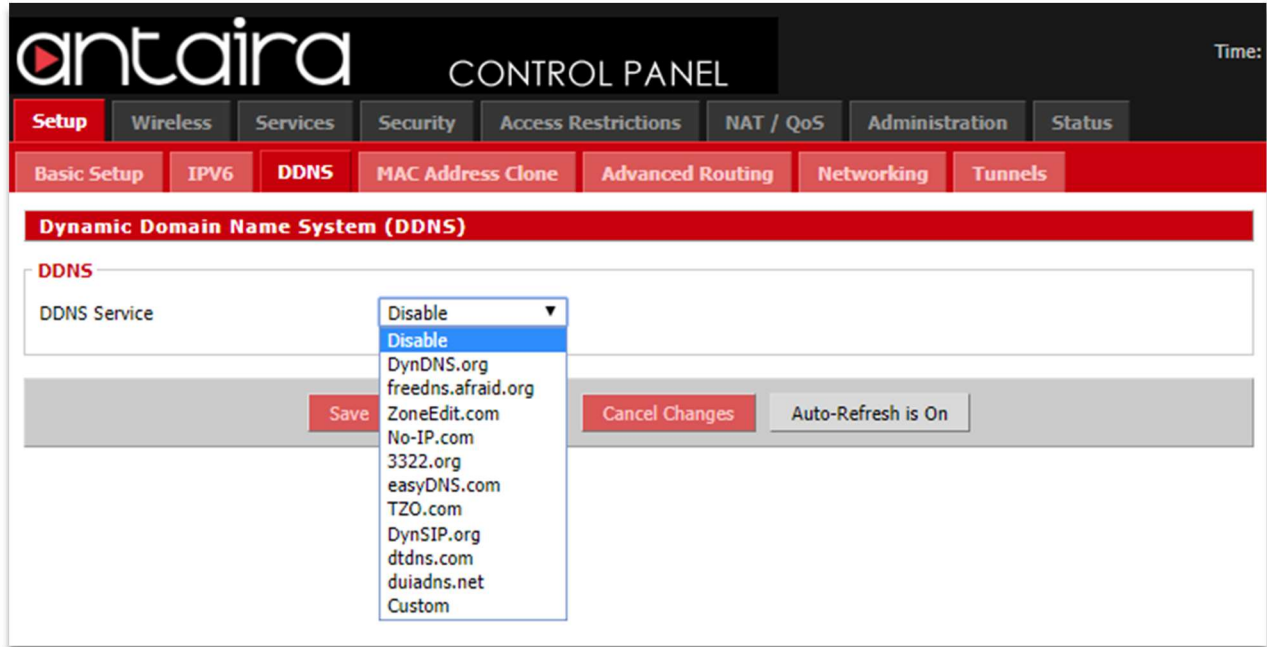 antaira CONTROL PANEL
Time:
Setup Wireless Services Security Access Restrictions NAT / QoS Administration Status
Basic Setup IPV6 DDNS MAC Address Clone Advanced Routing Networking Tunnels
Dynamic Domain Name System (DDNS)
DDNS
DDNS Service Disable
Disable
DynDNS.org
freedns.afraid.org
Save ZoneEdit.com Cancel Changes Auto-Refresh is On
No-IP.com
3322.org
easyDNS.com
TZO.com
DynSIP.org
dtdns.com
duiadns.net
Custom